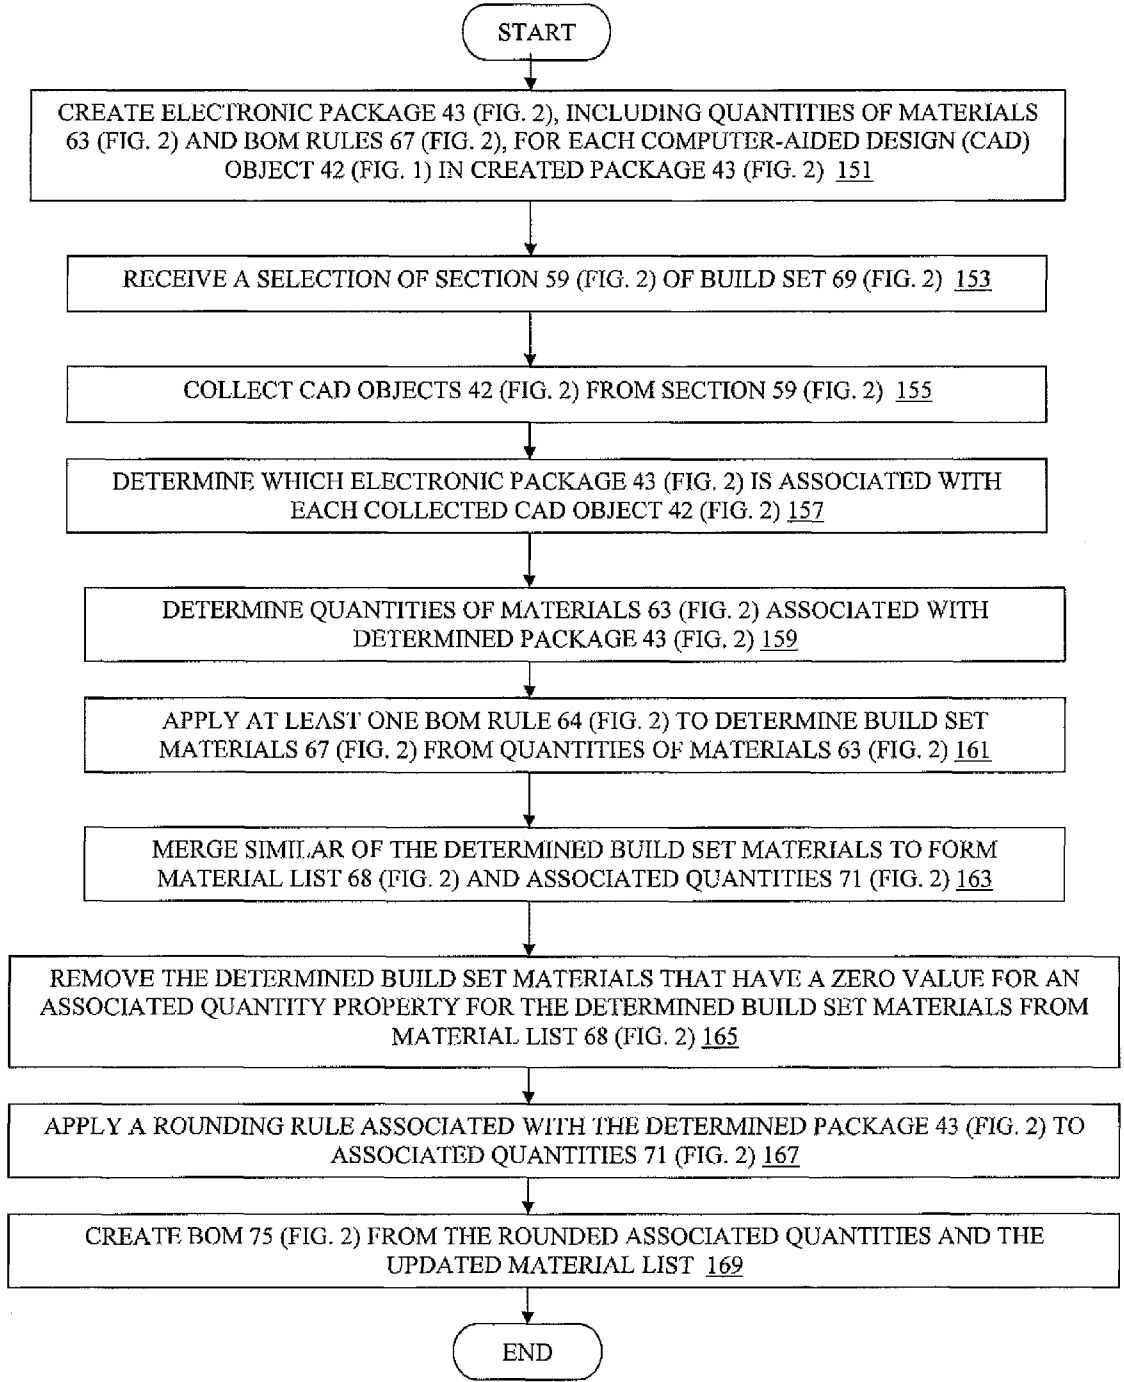 START
CREATE ELECTRONIC PACKAGE 43 (FIG. 2), INCLUDING QUANTITIES OF MATERIALS
63 (FIG. 2) AND BOM RULES 67 (FIG. 2), FOR EACH COMPUTER-AIDED DESIGN (CAD)
OBJECT 42 (FIG. 1) IN CREATED PACKAGE 43 (FIG. 2) 151
RECEIVE A SELECTION OF SECTION 59 (FIG. 2) OF BUILD SET 69 (FIG. 2) 153
COLLECT CAD OBJECTS 42 (FIG. 2) FROM SECTION 59 (FIG. 2) 155
DETERMINE WHICH ELECTRONIC PACKAGE 43 (FIG. 2) IS ASSOCIATED WITH
EACH COLLECTED CAD OBJECT 42 (FIG. 2) 157
DETERMINE QUANTITIES OF MATERIALS 63 (FIG. 2) ASSOCIATED WITH
DETERMINED PACKAGE 43 (FIG. 2) 159
APPLY AT LEAST ONE BOM RULE 64 (FIG. 2) TO DETERMINE BUILD SET
MATERIALS 67 (FIG. 2) FROM QUANTITIES OF MATERIALS 63 (FIG. 2) 161
MERGE SIMILAR OF THE DETERMINED BUILD SET MATERIALS TO FORM
MATERIAL LIST 68 (FIG. 2) AND ASSOCIATED QUANTITIES 71 (FIG. 2) 163
REMOVE THE DETERMINED BUILD SET MATERIALS THAT HAVE A ZERO VALUE FOR AN
ASSOCIATED QUANTITY PROPERTY FOR THE DETERMINED BUILD SET MATERIALS FROM
MATERIAL LIST 68 (FIG. 2) 165
APPLY A ROUNDING RULE ASSOCIATED WITH THE DETERMINED PACKAGE 43 (FIG. 2) TO
ASSOCIATED QUANTITIES 71 (FIG. 2) 167
CREATE BOM 75 (FIG. 2) FROM THE ROUNDED ASSOCIATED QUANTITIES AND THE
UPDATED MATERIAL LIST 169
END